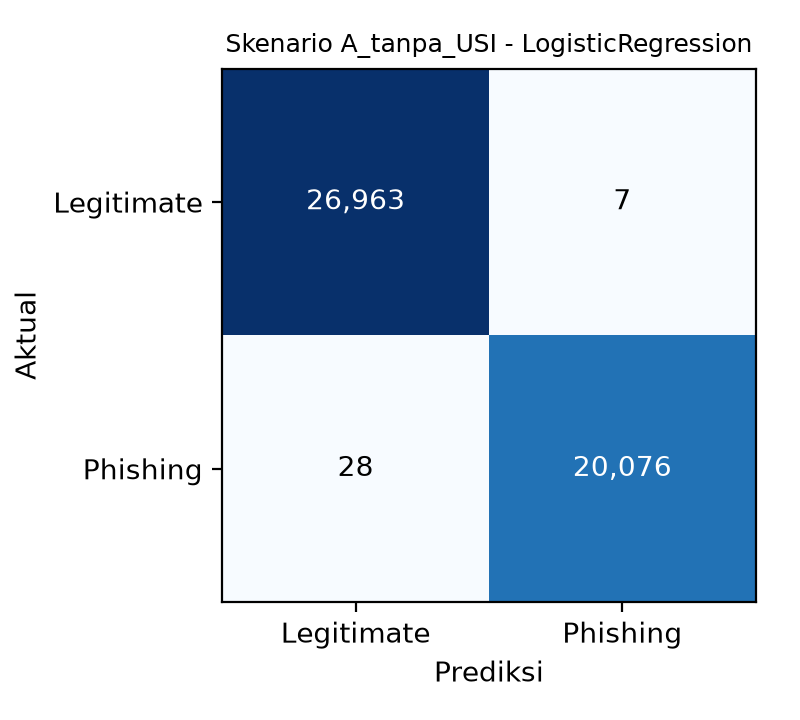 Skenario A_tanpa_USI - LogisticRegression
Legitimate
26,963
7
Aktual
Phishing
28
20,076
Legitimate
Phishing
Prediksi